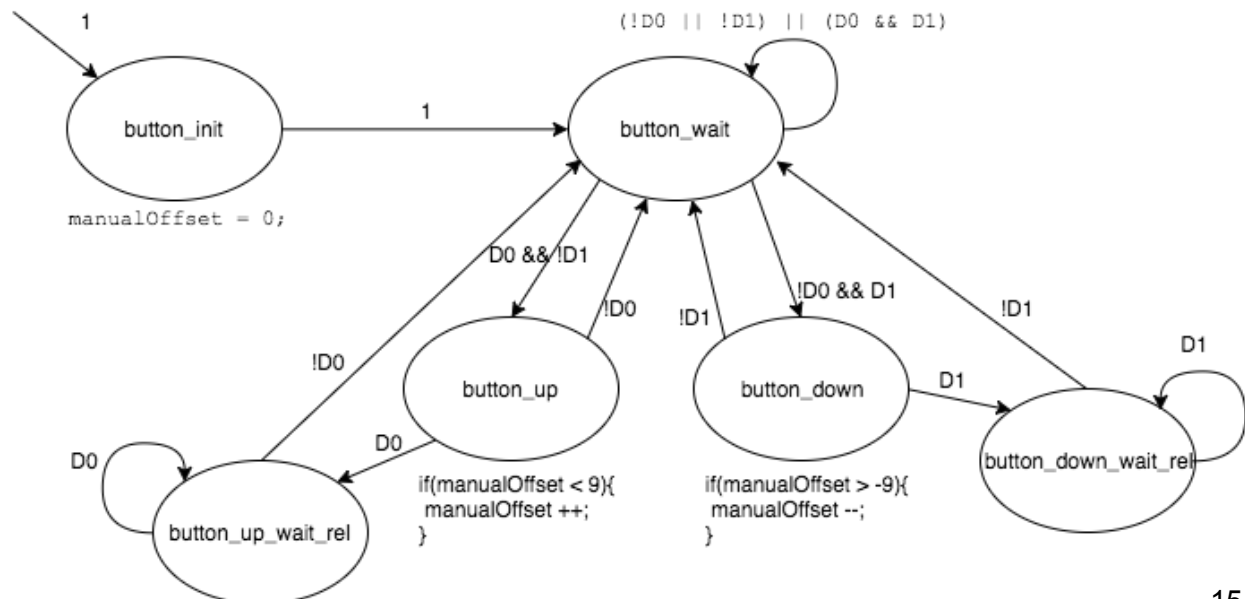 1
(!D0 || !D1) || (D0 && D1)
button_init
1
button_wait
manualOffset = 0;
D0 && !D1
!D0
!D0 && D1
!D1
!D1
!D0
button_up
button_down
D1
D1
D0
D0
button_up_wait_rel
if(manualOffset < 9){
manualOffset ++;
}
if(manualOffset > -9){
manualOffset --;
}
button_down_wait_rel
15